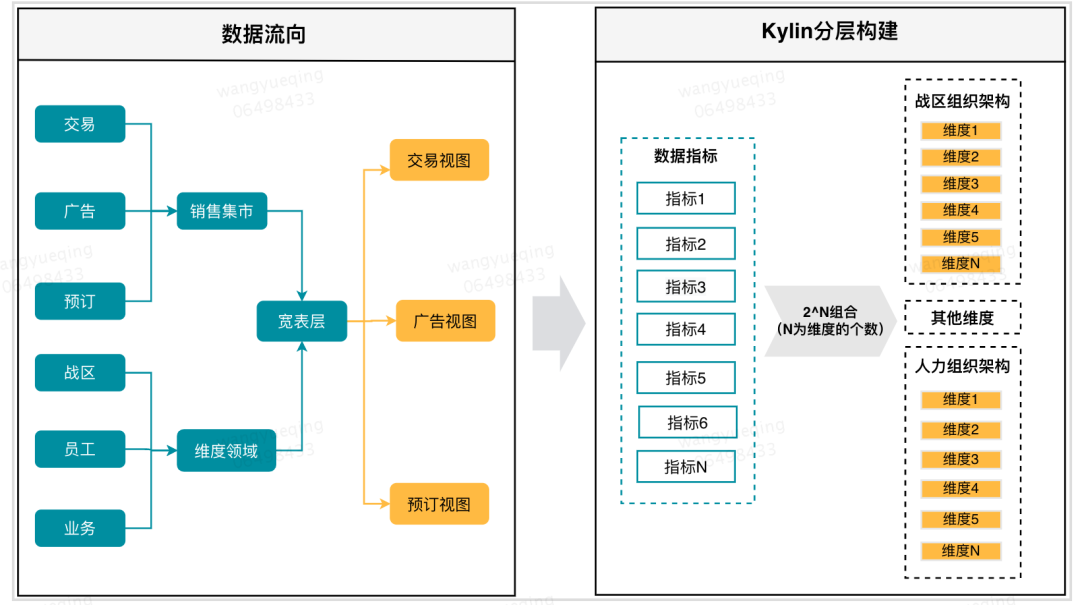 数据流向
交易
广告
预订
战区
员工
业务
销售集市
维度领域
宽表层
交易视图
广告视图
预订视图
Kylin分层构建
数据指标
指标1
指标2
指标3
指标4
指标5
指标6
指标N
2^N组合
（N为维度的个数）
战区组织架构
维度1
维度2
维度3
维度4
维度5
维度N
其他维度
人力组织架构
维度1
维度2
维度3
维度4
维度5
维度N
wangyueqing
06498433
wangyueqing
06498433
wangyueqing
06498433
wangyueqing
06498433